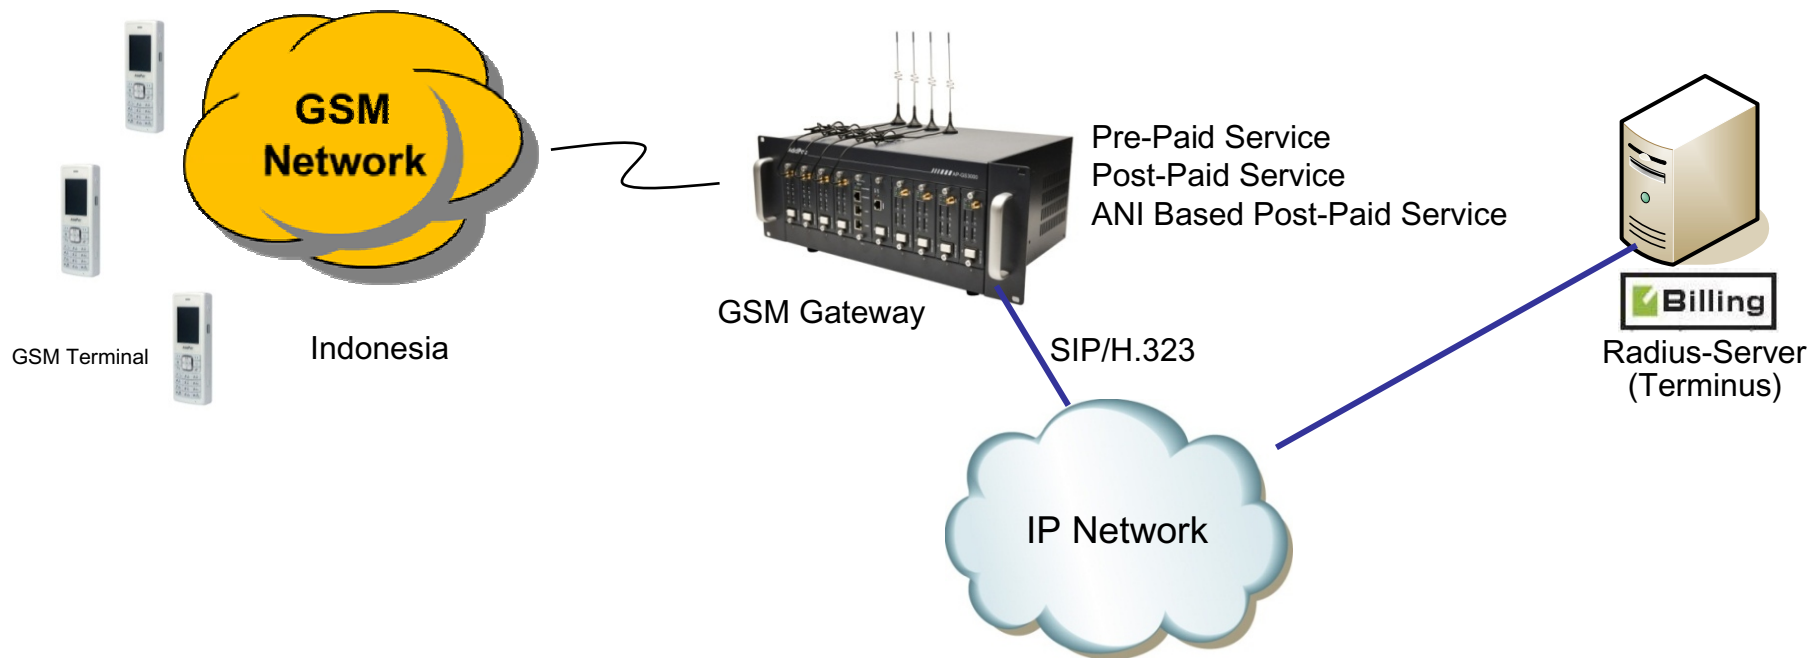 GSM
Network
Pre-Paid Service
Post-Paid Service
ANI Based Post-Paid Service
GSM Gateway
Billing
Radius-Server
(Terminus)
GSM Terminal
Indonesia
SIP/H.323
IP Network